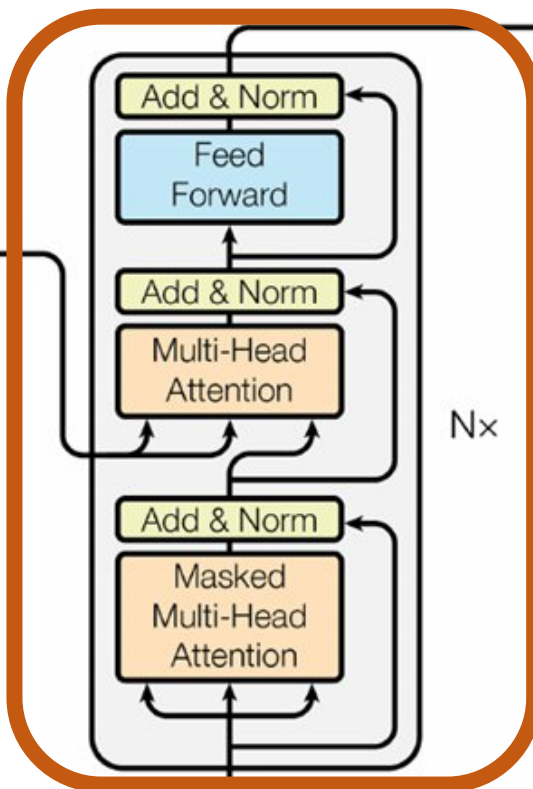 Add & Norm
Feed
Forward
Add & Norm
Multi-Head
Attention
N×
Add & Norm
Masked
Multi-Head
Attention